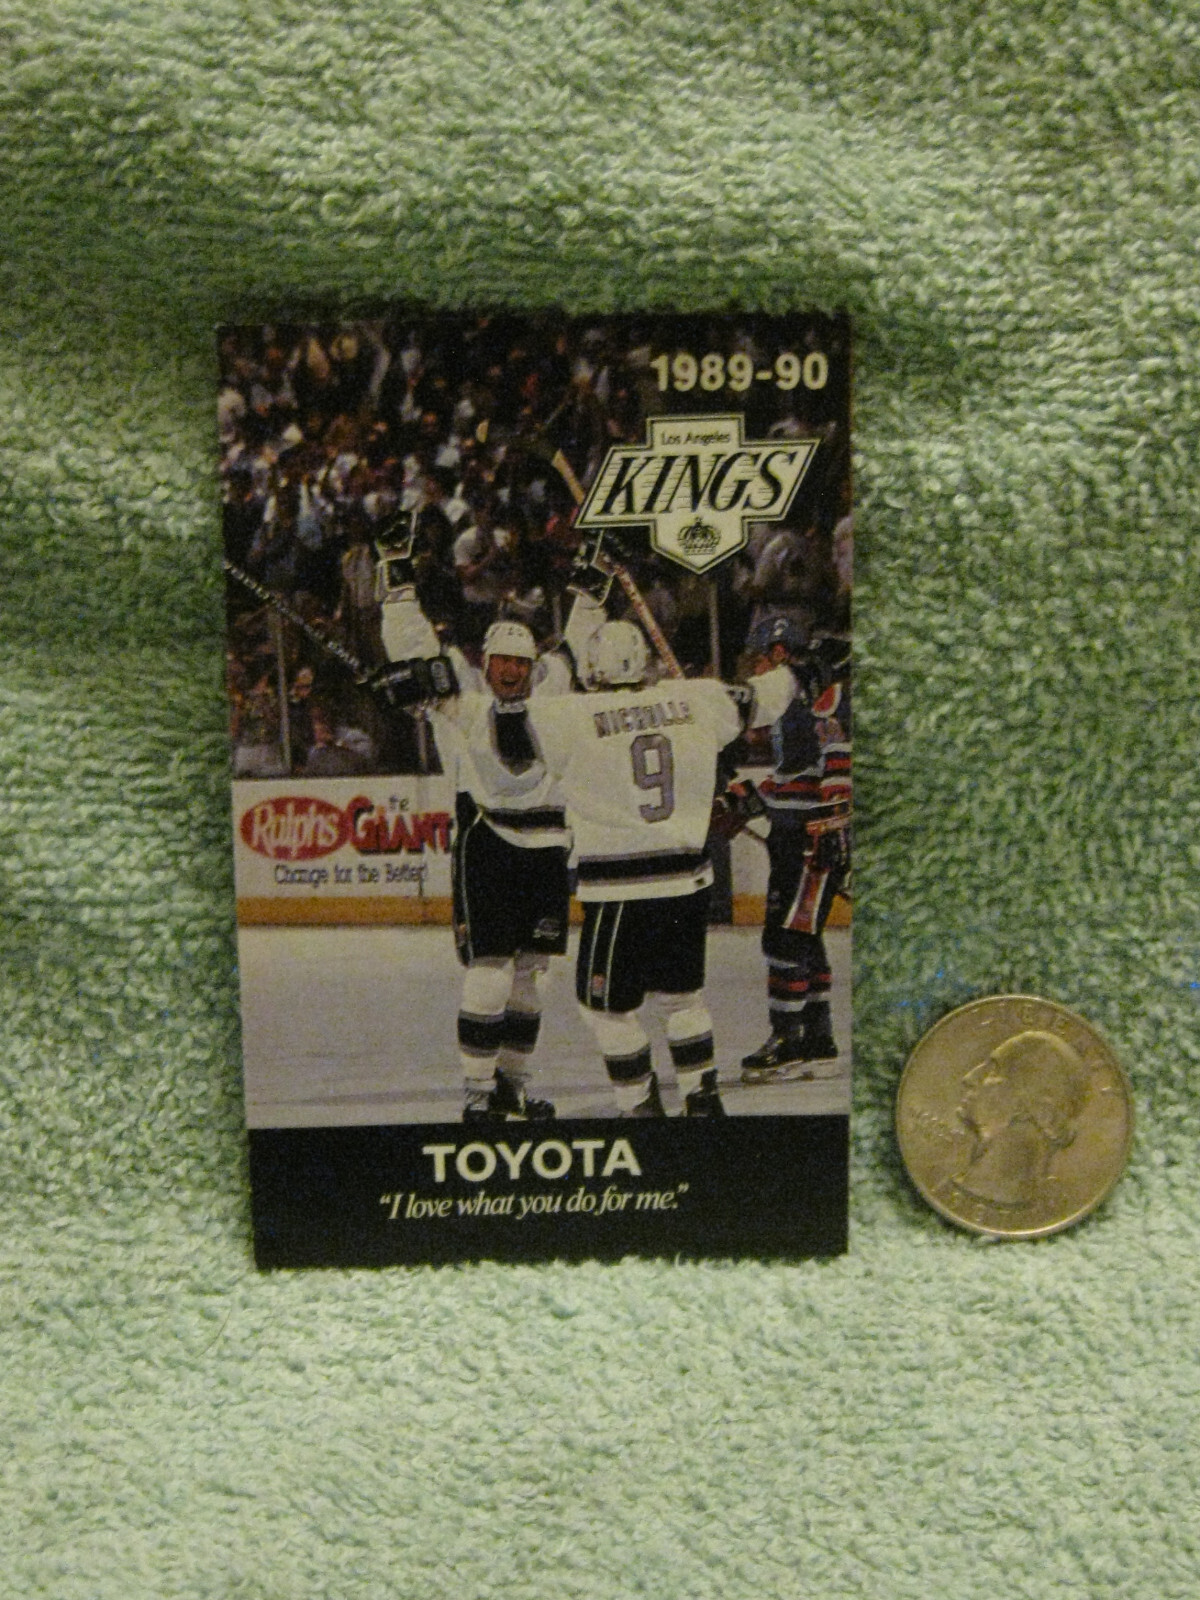 1989-90
Los Angeles
KINGS
NICHOLLS
9
Ralphs the GIANT
Change for the Better!
TOYOTA
"I love what you do for me."
LIBERTY